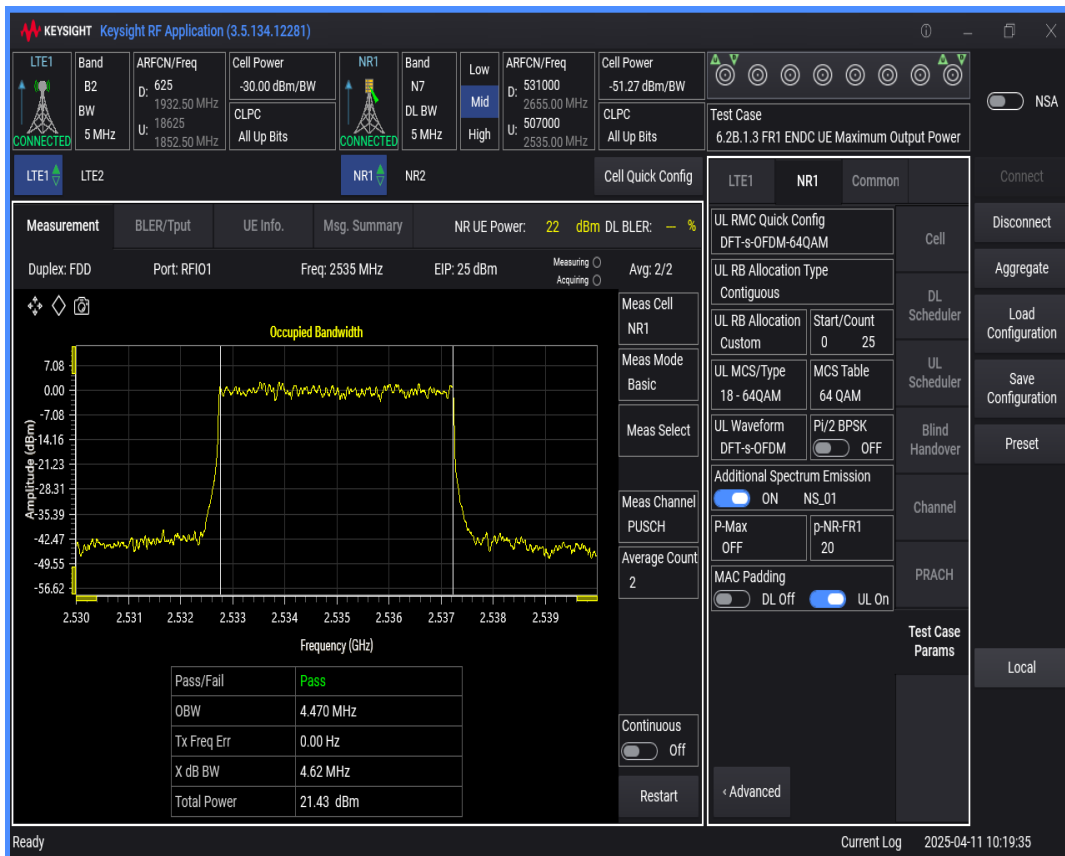 KEYSIGHT Keysight RF Application (3.5.134.12281)
LTE1
CONNECTED
Band
B2
BW
5 MHz
ARFCN/Freq
D: 625
1932.50 MHz
U: 18625
1852.50 MHz
Cell Power
-30.00 dBm/BW
CLPC
All Up Bits
NR1
CONNECTED
Band
N7
DL BW
5 MHz
Low
Mid
High
ARFCN/Freq
D: 531000
2655.00 MHz
U: 507000
2535.00 MHz
Cell Power
-51.27 dBm/BW
CLPC
All Up Bits
Test Case
6.2B.1.3 FR1 ENDC UE Maximum Output Power
NSA
LTE1 LTE2 NR1 NR2 Cell Quick Config
Measurement BLER/Tput UE Info. Msg. Summary NR UE Power: 22 dBm DL BLER: — %
Duplex: FDD Port: RFIO1 Freq: 2535 MHz EIP: 25 dBm Measuring Acquiring Avg: 2/2
Occupied Bandwidth
Amplitude (dBm)
7.08
0.00
-7.08
-14.16
-21.23
-28.31
-35.39
-42.47
-49.55
-56.62
2.530 2.531 2.532 2.533 2.534 2.535 2.536 2.537 2.538 2.539
Frequency (GHz)
Pass/Fail Pass
OBW 4.470 MHz
Tx Freq Err 0.00 Hz
X dB BW 4.62 MHz
Total Power 21.43 dBm
Meas Cell
NR1
Meas Mode
Basic
Meas Select
Meas Channel
PUSCH
Average Count
2
Continuous
Off
Restart
LTE1 NR1 Common
UL RMC Quick Config
DFT-s-OFDM-64QAM
UL RB Allocation Type
Contiguous
UL RB Allocation
Custom
Start/Count
0 25
UL MCS/Type
18 - 64QAM
MCS Table
64 QAM
UL Waveform
DFT-s-OFDM
Pi/2 BPSK
OFF
Additional Spectrum Emission
ON NS_01
P-Max
OFF
p-NR-FR1
20
MAC Padding
DL Off UL On
‹ Advanced
Cell
DL
Scheduler
UL
Scheduler
Blind
Handover
Channel
PRACH
Test Case
Params
Connect
Disconnect
Aggregate
Load
Configuration
Save
Configuration
Preset
Local
Ready Current Log 2025-04-11 10:19:35